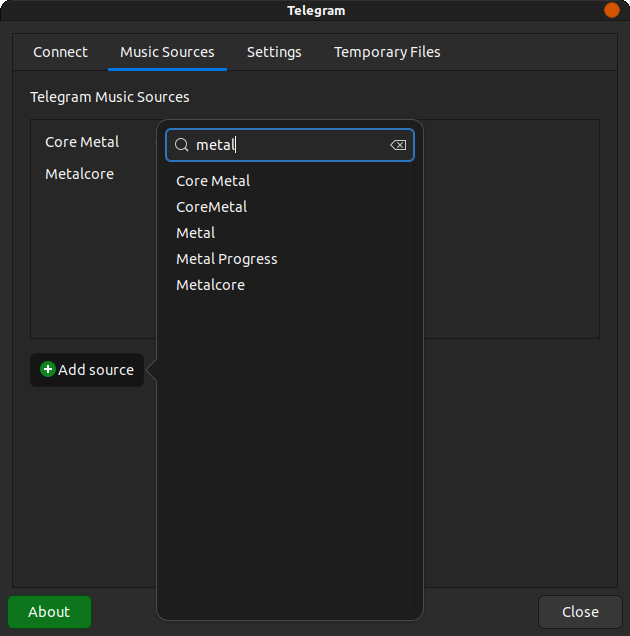 Telegram
Connect Music Sources Settings Temporary Files
Telegram Music Sources
Core Metal
Metalcore
metal
Core Metal
CoreMetal
Metal
Metal Progress
Metalcore
Add source
About
Close